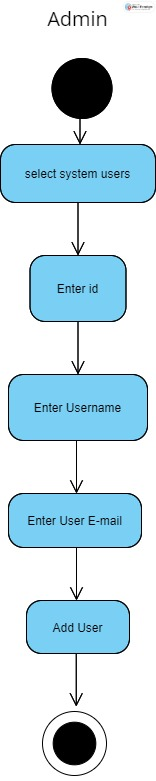 Admin
select system users
Enter id
Enter Username
Enter User E-mail
Add User